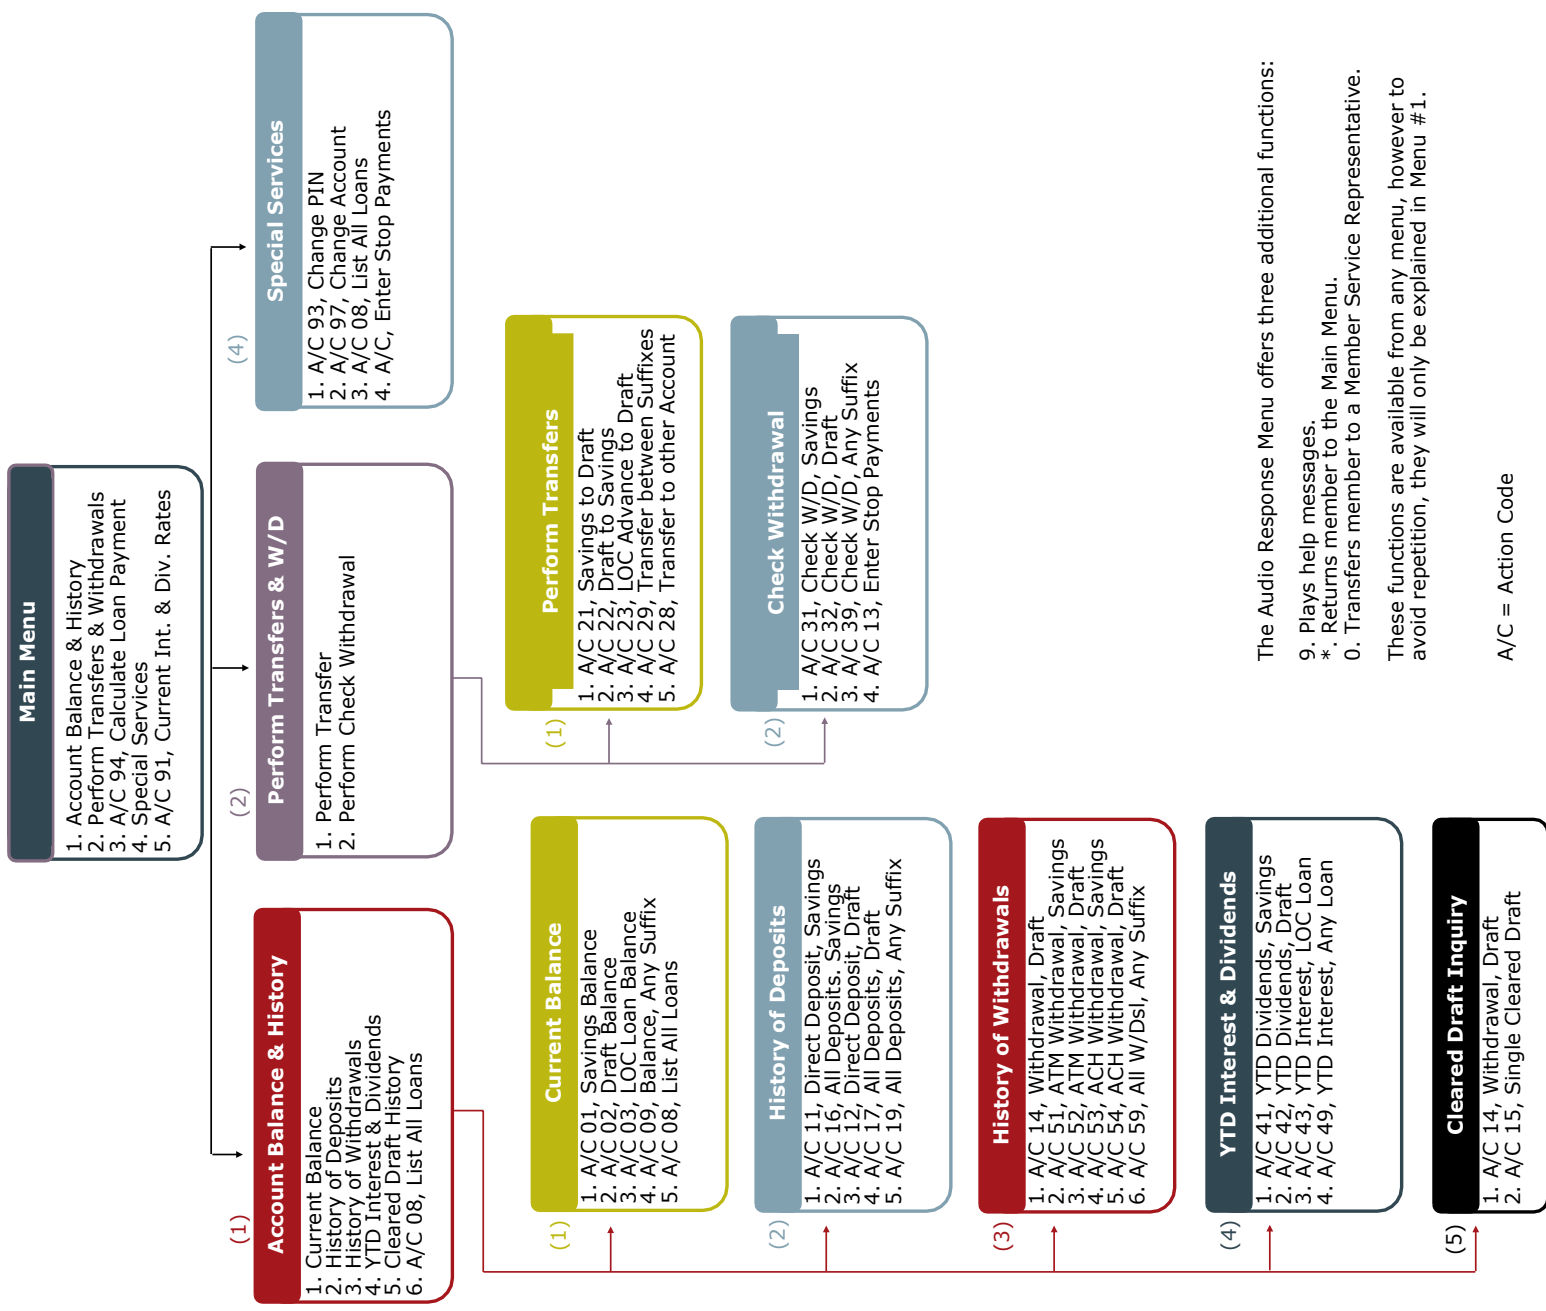 Main Menu
1. Account Balance & History
2. Perform Transfers & Withdrawals
3. A/C 94, Calculate Loan Payment
4. Special Services
5. A/C 91, Current Int. & Div. Rates
(1)
Account Balance & History
1. Current Balance
2. History of Deposits
3. History of Withdrawals
4. YTD Interest & Dividends
5. Cleared Draft History
6. A/C 08, List All Loans
(2)
Perform Transfers & W/D
1. Perform Transfer
2. Perform Check Withdrawal
(4)
Special Services
1. A/C 93, Change PIN
2. A/C 97, Change Account
3. A/C 08, List All Loans
4. A/C, Enter Stop Payments
(1)
Current Balance
1. A/C 01, Savings Balance
2. A/C 02, Draft Balance
3. A/C 03, LOC Loan Balance
4. A/C 09, Balance, Any Suffix
5. A/C 08, List All Loans
(2)
History of Deposits
1. A/C 11, Direct Deposit, Savings
2. A/C 16, All Deposits. Savings
3. A/C 12, Direct Deposit, Draft
4. A/C 17, All Deposits, Draft
5. A/C 19, All Deposits, Any Suffix
(3)
History of Withdrawals
1. A/C 14, Withdrawal, Draft
2. A/C 51, ATM Withdrawal, Savings
3. A/C 52, ATM Withdrawal, Draft
4. A/C 53, ACH Withdrawal, Savings
5. A/C 54, ACH Withdrawal, Draft
6. A/C 59, All W/Dsl, Any Suffix
(4)
YTD Interest & Dividends
1. A/C 41, YTD Dividends, Savings
2. A/C 42, YTD Dividends, Draft
3. A/C 43, YTD Interest, LOC Loan
4. A/C 49, YTD Interest, Any Loan
(5)
Cleared Draft Inquiry
1. A/C 14, Withdrawal, Draft
2. A/C 15, Single Cleared Draft
(1)
Perform Transfers
1. A/C 21, Savings to Draft
2. A/C 22, Draft to Savings
3. A/C 23, LOC Advance to Draft
4. A/C 29, Transfer between Suffixes
5. A/C 28, Transfer to other Account
(2)
Check Withdrawal
1. A/C 31, Check W/D, Savings
2. A/C 32, Check W/D, Draft
3. A/C 39, Check W/D, Any Suffix
4. A/C 13, Enter Stop Payments
The Audio Response Menu offers three additional functions:
9. Plays help messages.
*. Returns member to the Main Menu.
0. Transfers member to a Member Service Representative.
These functions are available from any menu, however to
avoid repetition, they will only be explained in Menu #1.
A/C = Action Code